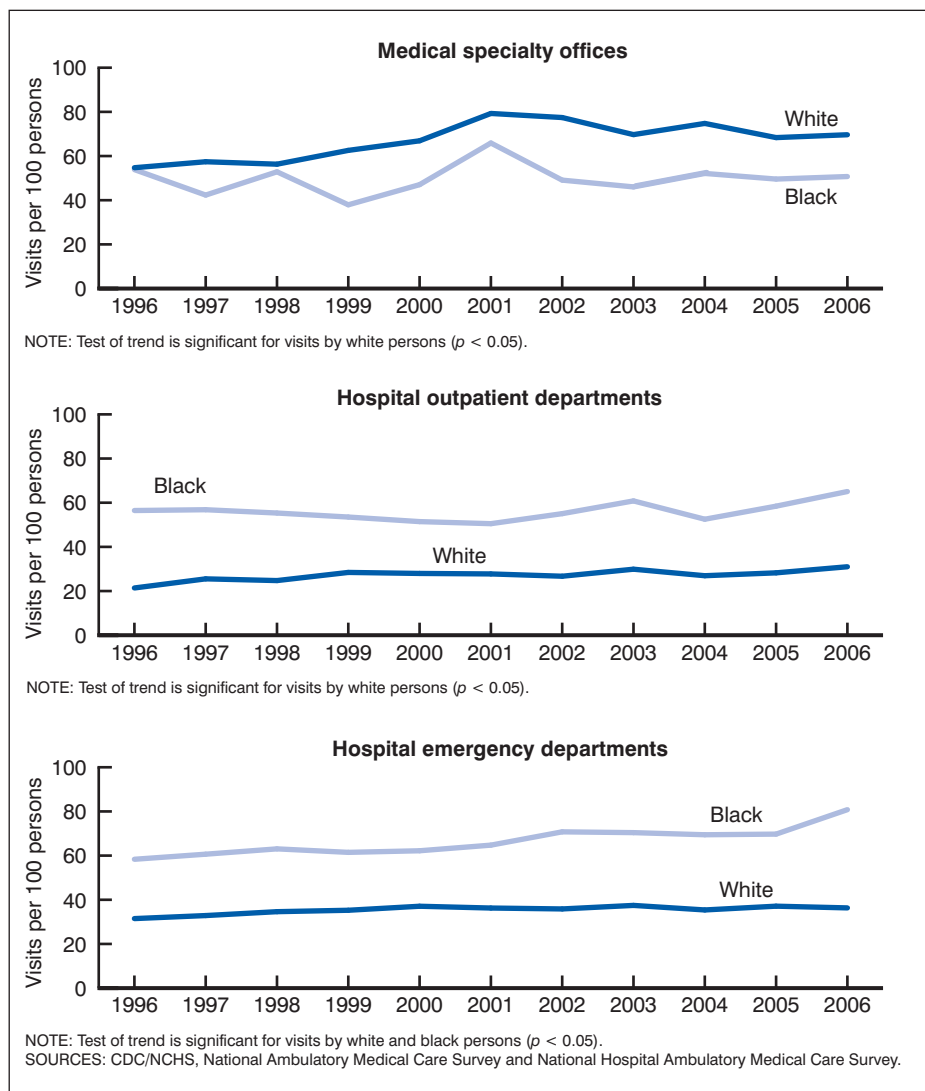 Medical specialty offices
Visits per 100 persons
100
80
60
40
20
0
White
Black
1996 1997 1998 1999 2000 2001 2002 2003 2004 2005 2006
NOTE: Test of trend is significant for visits by white persons (p < 0.05).
Hospital outpatient departments
Visits per 100 persons
100
80
60
40
20
0
Black
White
1996 1997 1998 1999 2000 2001 2002 2003 2004 2005 2006
NOTE: Test of trend is significant for visits by white persons (p < 0.05).
Hospital emergency departments
Visits per 100 persons
100
80
60
40
20
0
Black
White
1996 1997 1998 1999 2000 2001 2002 2003 2004 2005 2006
NOTE: Test of trend is significant for visits by white and black persons (p < 0.05).
SOURCES: CDC/NCHS, National Ambulatory Medical Care Survey and National Hospital Ambulatory Medical Care Survey.